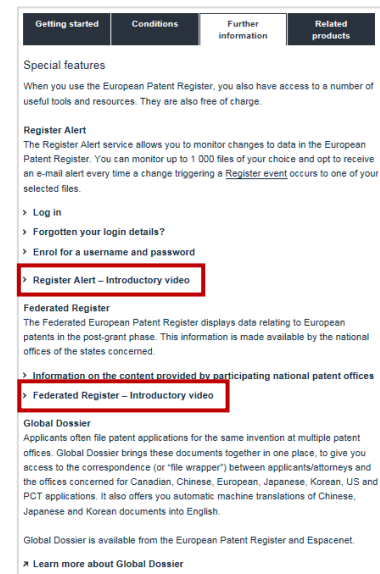 Getting started
Conditions
Further
information
Related
products
Special features
When you use the European Patent Register, you also have access to a number of
useful tools and resources. They are also free of charge.
Register Alert
The Register Alert service allows you to monitor changes to data in the European
Patent Register. You can monitor up to 1 000 files of your choice and opt to receive
an e-mail alert every time a change triggering a Register event occurs to one of your
selected files.
> Log in
> Forgotten your login details?
> Enrol for a username and password
> Register Alert – Introductory video
Federated Register
The Federated European Patent Register displays data relating to European
patents in the post-grant phase. This information is made available by the national
offices of the states concerned.
> Information on the content provided by participating national patent offices
> Federated Register – Introductory video
Global Dossier
Applicants often file patent applications for the same invention at multiple patent
offices. Global Dossier brings these documents together in one place, to give you
access to the correspondence (or "file wrapper") between applicants/attorneys and
the offices concerned for Canadian, Chinese, European, Japanese, Korean, US and
PCT applications. It also offers you automatic machine translations of Chinese,
Japanese and Korean documents into English.
Global Dossier is available from the European Patent Register and Espacenet.
↗ Learn more about Global Dossier